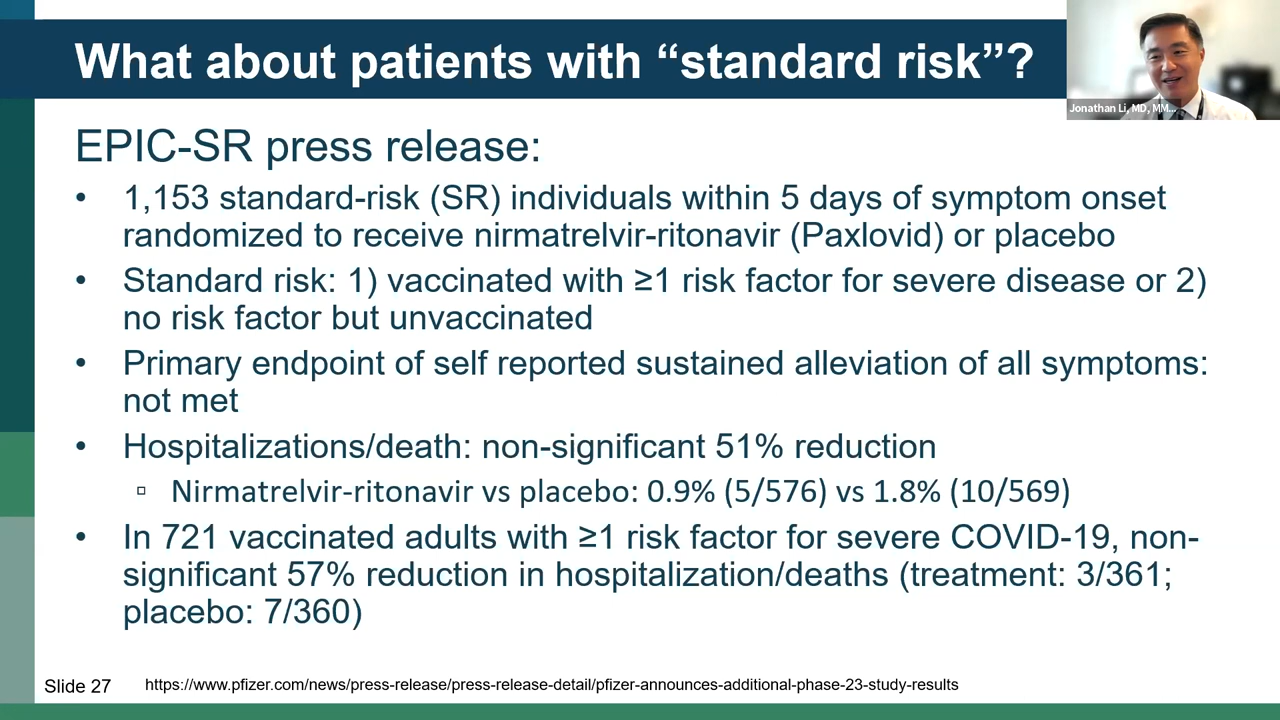 What about patients with “standard risk”?
Jonathan Li, MD, MM...
EPIC-SR press release:
• 1,153 standard-risk (SR) individuals within 5 days of symptom onset
randomized to receive nirmatrelvir-ritonavir (Paxlovid) or placebo
• Standard risk: 1) vaccinated with ≥1 risk factor for severe disease or 2)
no risk factor but unvaccinated
• Primary endpoint of self reported sustained alleviation of all symptoms:
not met
• Hospitalizations/death: non-significant 51% reduction
▫ Nirmatrelvir-ritonavir vs placebo: 0.9% (5/576) vs 1.8% (10/569)
• In 721 vaccinated adults with ≥1 risk factor for severe COVID-19, non-
significant 57% reduction in hospitalization/deaths (treatment: 3/361;
placebo: 7/360)
Slide 27
https://www.pfizer.com/news/press-release/press-release-detail/pfizer-announces-additional-phase-23-study-results